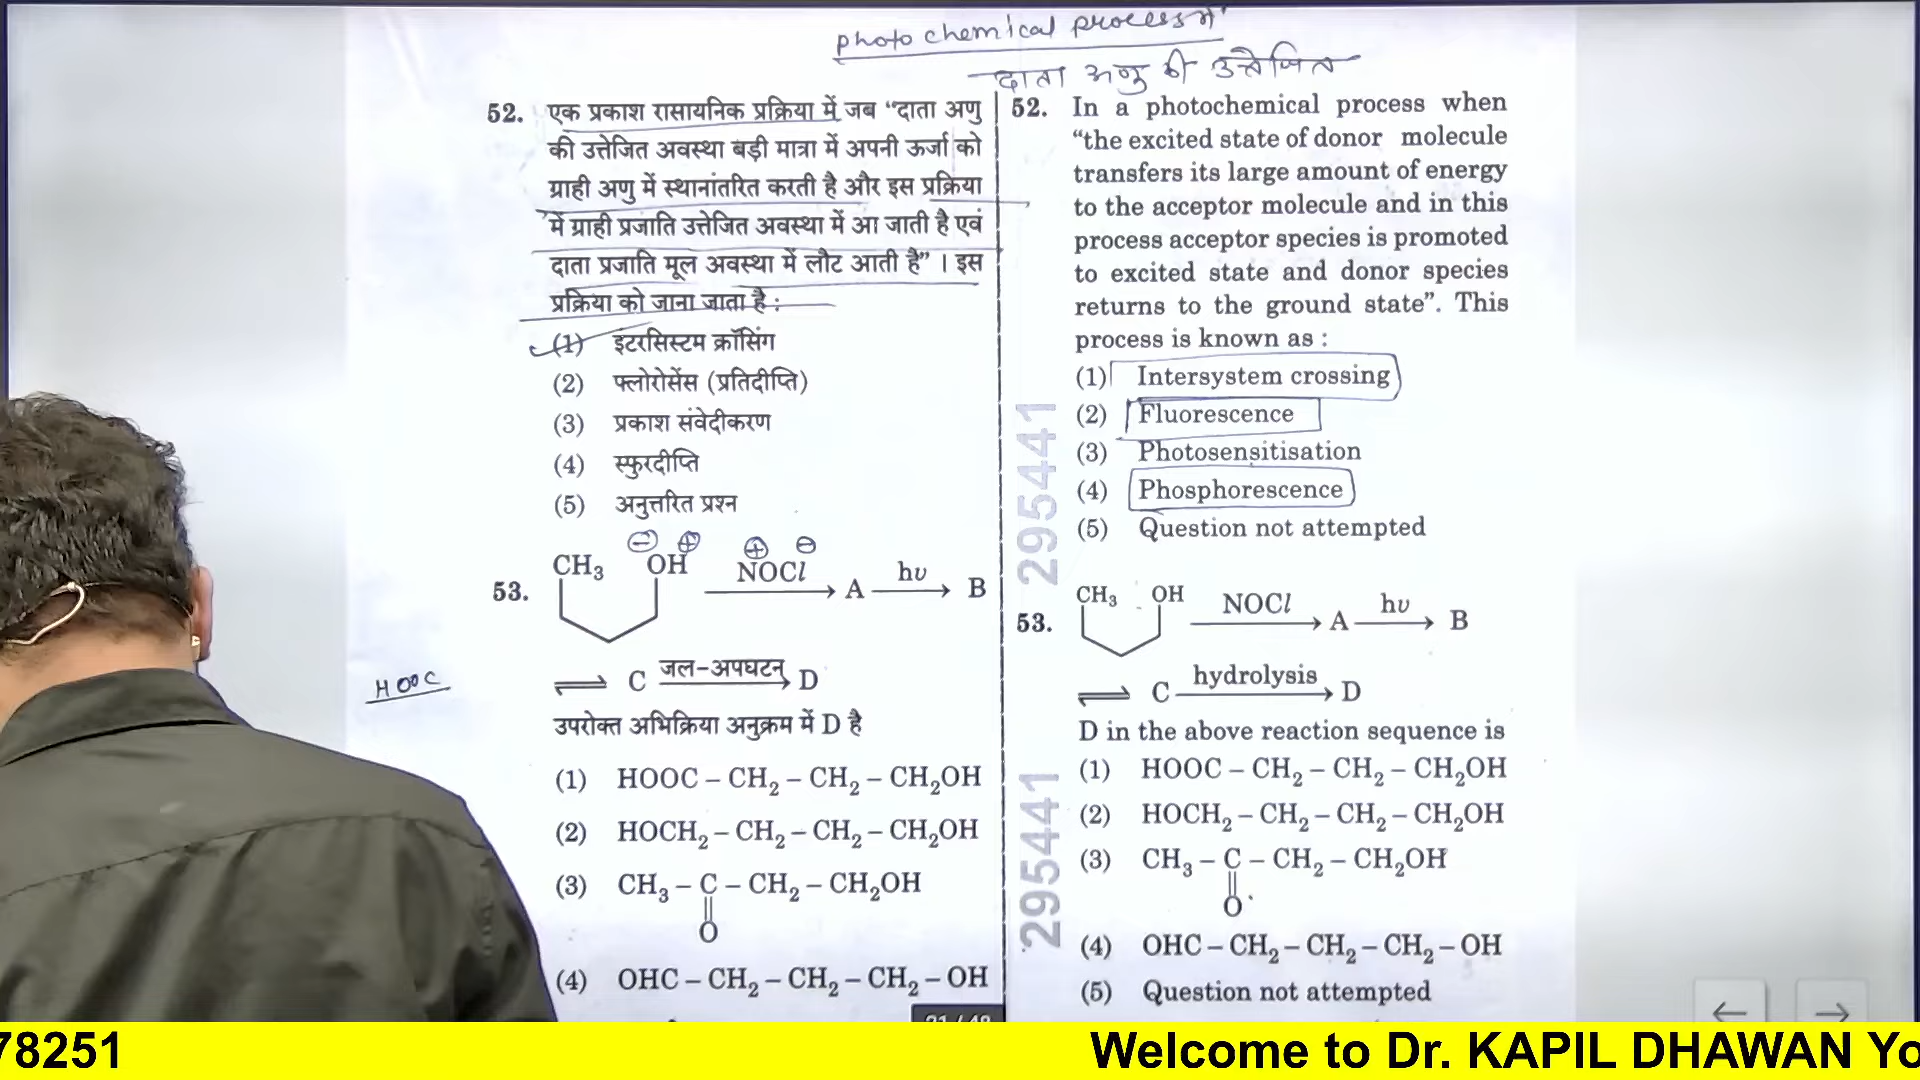 photo chemical process में
दाता अणु की उत्तेजित
52. एक प्रकाश रासायनिक प्रक्रिया में जब “दाता अणु
की उत्तेजित अवस्था बड़ी मात्रा में अपनी ऊर्जा को
ग्राही अणु में स्थानांतरित करती है और इस प्रक्रिया
में ग्राही प्रजाति उत्तेजित अवस्था में आ जाती है एवं
दाता प्रजाति मूल अवस्था में लौट आती है” । इस
प्रक्रिया को जाना जाता है :
(1) इंटरसिस्टम क्रॉसिंग
(2) फ्लोरोसेंस (प्रतिदीप्ति)
(3) प्रकाश संवेदीकरण
(4) स्फुरदीप्ति
(5) अनुत्तरित प्रश्न
⊖ ⊕ ⊕ ⊖
53. CH₃ OH NOCl → A hυ → B
HOOC
⇌ C जल-अपघटन → D
उपरोक्त अभिक्रिया अनुक्रम में D है
(1) HOOC – CH₂ – CH₂ – CH₂OH
(2) HOCH₂ – CH₂ – CH₂ – CH₂OH
(3) CH₃ – C – CH₂ – CH₂OH
||
O
(4) OHC – CH₂ – CH₂ – CH₂ – OH
52. In a photochemical process when
“the excited state of donor molecule
transfers its large amount of energy
to the acceptor molecule and in this
process acceptor species is promoted
to excited state and donor species
returns to the ground state”. This
process is known as :
(1) Intersystem crossing
(2) Fluorescence
(3) Photosensitisation
(4) Phosphorescence
(5) Question not attempted
53. CH₃ OH NOCl → A hυ → B
⇌ C hydrolysis → D
D in the above reaction sequence is
(1) HOOC – CH₂ – CH₂ – CH₂OH
(2) HOCH₂ – CH₂ – CH₂ – CH₂OH
(3) CH₃ – C – CH₂ – CH₂OH
||
O
(4) OHC – CH₂ – CH₂ – CH₂ – OH
(5) Question not attempted
295441
295441
78251
Welcome to Dr. KAPIL DHAWAN Yo